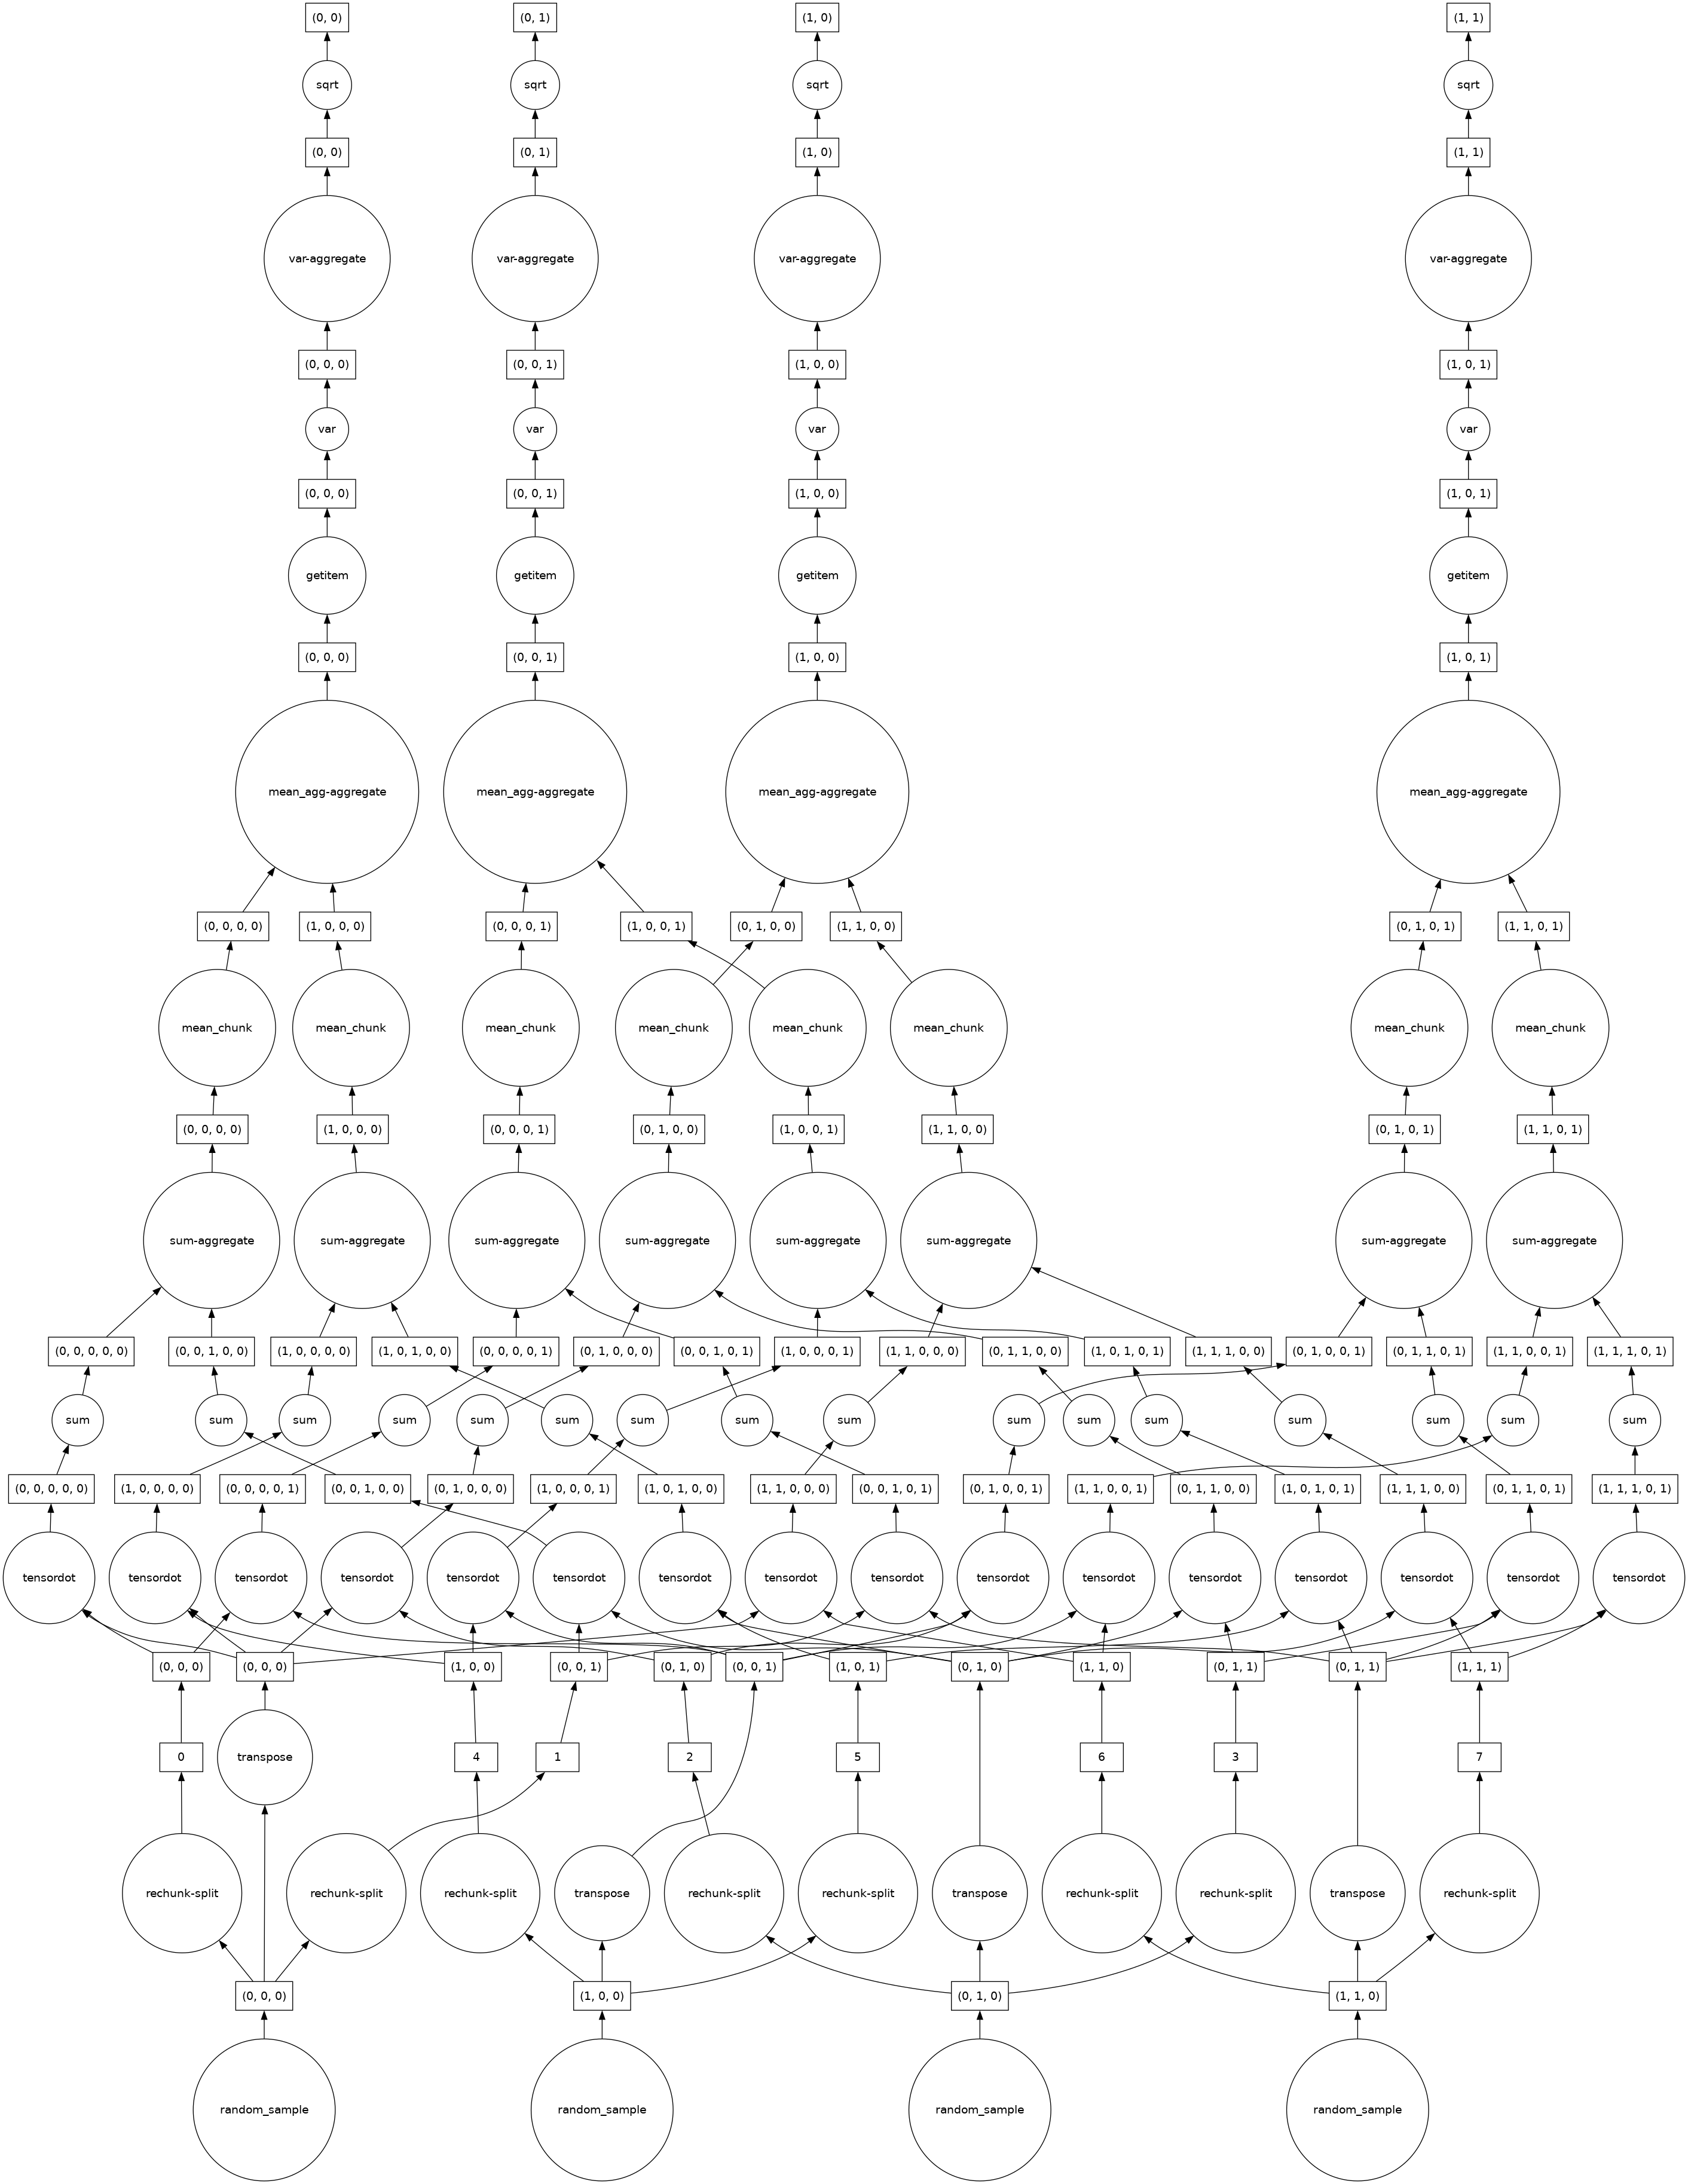 (0, 0) (0, 1) (1, 0) (1, 1)
sqrt sqrt sqrt sqrt
(0, 0) (0, 1) (1, 0) (1, 1)
var-aggregate var-aggregate var-aggregate var-aggregate
(0, 0, 0) (0, 0, 1) (1, 0, 0) (1, 0, 1)
var var var var
(0, 0, 0) (0, 0, 1) (1, 0, 0) (1, 0, 1)
getitem getitem getitem getitem
(0, 0, 0) (0, 0, 1) (1, 0, 0) (1, 0, 1)
mean_agg-aggregate mean_agg-aggregate mean_agg-aggregate mean_agg-aggregate
(0, 0, 0, 0) (1, 0, 0, 0) (0, 0, 0, 1) (1, 0, 0, 1) (0, 1, 0, 0) (1, 1, 0, 0) (0, 1, 0, 1) (1, 1, 0, 1)
mean_chunk mean_chunk mean_chunk mean_chunk mean_chunk mean_chunk mean_chunk mean_chunk
(0, 0, 0, 0) (1, 0, 0, 0) (0, 0, 0, 1) (0, 1, 0, 0) (1, 0, 0, 1) (1, 1, 0, 0) (0, 1, 0, 1) (1, 1, 0, 1)
sum-aggregate sum-aggregate sum-aggregate sum-aggregate sum-aggregate sum-aggregate sum-aggregate sum-aggregate
(0, 0, 0, 0, 0) (0, 0, 1, 0, 0) (1, 0, 0, 0, 0) (1, 0, 1, 0, 0) (0, 0, 0, 0, 1) (0, 1, 0, 0, 0) (0, 0, 1, 0, 1) (1, 0, 0, 0, 1) (1, 1, 0, 0, 0) (0, 1, 1, 0, 0) (1, 0, 1, 0, 1) (1, 1, 1, 0, 0) (0, 1, 0, 0, 1) (0, 1, 1, 0, 1) (1, 1, 0, 0, 1) (1, 1, 1, 0, 1)
sum sum sum sum sum sum sum sum sum sum sum sum sum sum sum sum
(0, 0, 0, 0, 0) (1, 0, 0, 0, 0) (0, 0, 0, 0, 1) (0, 0, 1, 0, 0) (0, 1, 0, 0, 0) (1, 0, 0, 0, 1) (1, 0, 1, 0, 0) (1, 1, 0, 0, 0) (0, 0, 1, 0, 1) (0, 1, 0, 0, 1) (1, 1, 0, 0, 1) (0, 1, 1, 0, 0) (1, 0, 1, 0, 1) (1, 1, 1, 0, 0) (0, 1, 1, 0, 1) (1, 1, 1, 0, 1)
tensordot tensordot tensordot tensordot tensordot tensordot tensordot tensordot tensordot tensordot tensordot tensordot tensordot tensordot tensordot tensordot
(0, 0, 0) (0, 0, 0) (1, 0, 0) (0, 0, 1) (0, 1, 0) (0, 0, 1) (1, 0, 1) (0, 1, 0) (1, 1, 0) (0, 1, 1) (0, 1, 1) (1, 1, 1)
0 transpose 4 1 2 5 6 3 7
rechunk-split rechunk-split rechunk-split transpose rechunk-split rechunk-split transpose rechunk-split rechunk-split transpose rechunk-split
(0, 0, 0) (1, 0, 0) (0, 1, 0) (1, 1, 0)
random_sample random_sample random_sample random_sample